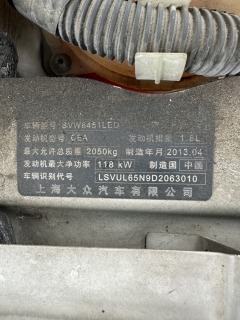 车辆型号 SVW6451LED
发动机型号 CEA 发动机排量 1.8L
最大允许总质量 2050kg 制造年月 2013.04
发动机最大净功率 118 kW 制造国 中国
车辆识别代号 LSVUL65N9D2063010
上海大众汽车有限公司